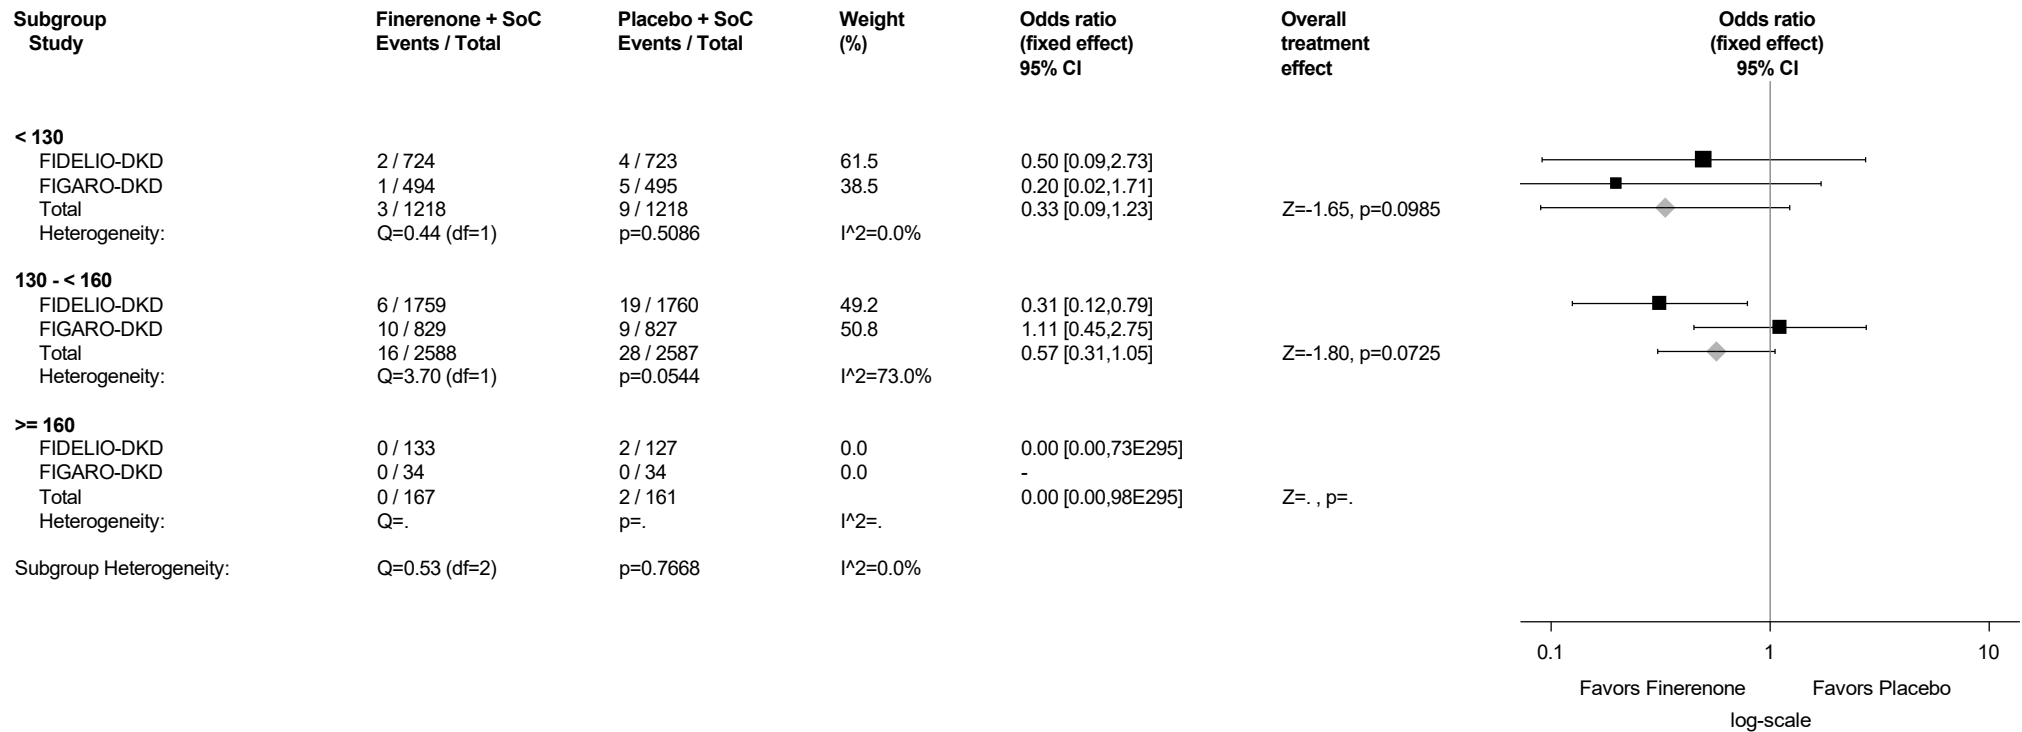 Subgroup Finerenone + SoC Placebo + SoC Weight Odds ratio Overall Odds ratio
Study Events / Total Events / Total (%) (fixed effect) treatment (fixed effect)
95% CI effect 95% CI
< 130
FIDELIO-DKD 2 / 724 4 / 723 61.5 0.50 [0.09,2.73]
FIGARO-DKD 1 / 494 5 / 495 38.5 0.20 [0.02,1.71]
Total 3 / 1218 9 / 1218 0.33 [0.09,1.23] Z=-1.65, p=0.0985
Heterogeneity: Q=0.44 (df=1) p=0.5086 I^2=0.0%
130 - < 160
FIDELIO-DKD 6 / 1759 19 / 1760 49.2 0.31 [0.12,0.79]
FIGARO-DKD 10 / 829 9 / 827 50.8 1.11 [0.45,2.75]
Total 16 / 2588 28 / 2587 0.57 [0.31,1.05] Z=-1.80, p=0.0725
Heterogeneity: Q=3.70 (df=1) p=0.0544 I^2=73.0%
>= 160
FIDELIO-DKD 0 / 133 2 / 127 0.0 0.00 [0.00,73E295]
FIGARO-DKD 0 / 34 0 / 34 0.0 -
Total 0 / 167 2 / 161 0.00 [0.00,98E295] Z=. , p=.
Heterogeneity: Q=. p=. I^2=.
Subgroup Heterogeneity: Q=0.53 (df=2) p=0.7668 I^2=0.0%
0.1 1 10
Favors Finerenone Favors Placebo
log-scale